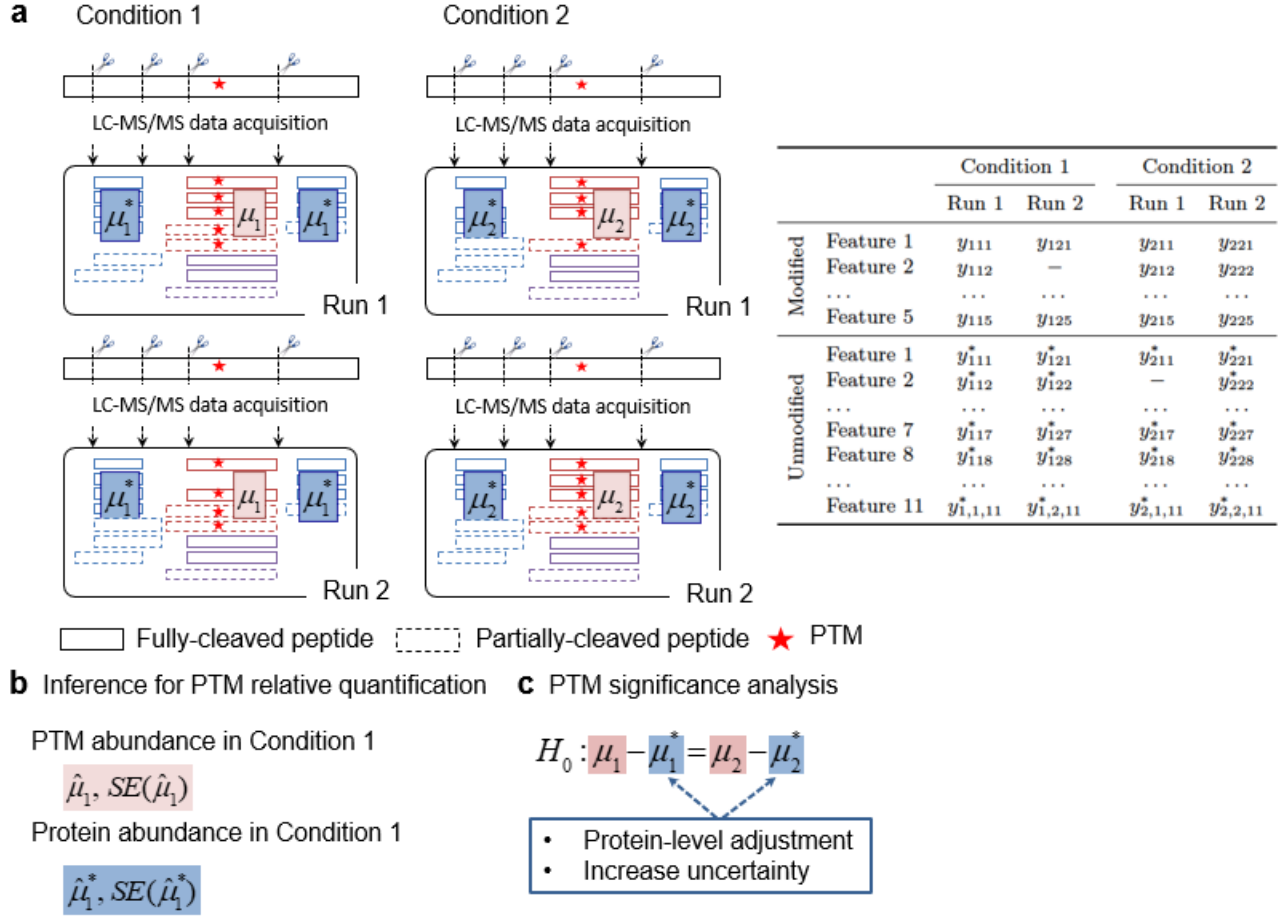 a Condition 1 Condition 2
LC-MS/MS data acquisition LC-MS/MS data acquisition
μ₁* μ₁ μ₁* μ₂* μ₂ μ₂*
Run 1 Run 1
LC-MS/MS data acquisition LC-MS/MS data acquisition
μ₁* μ₁ μ₁* μ₂* μ₂ μ₂*
Run 2 Run 2
Fully-cleaved peptide Partially-cleaved peptide PTM
Condition 1 Condition 2
Run 1 Run 2 Run 1 Run 2
Modified
Feature 1 y₁₁₁ y₁₂₁ y₂₁₁ y₂₂₁
Feature 2 y₁₁₂ − y₂₁₂ y₂₂₂
... ... ... ... ...
Feature 5 y₁₁₅ y₁₂₅ y₂₁₅ y₂₂₅
Unmodified
Feature 1 y*₁₁₁ y*₁₂₁ y*₂₁₁ y*₂₂₁
Feature 2 y*₁₁₂ y*₁₂₂ − y*₂₂₂
... ... ... ... ...
Feature 7 y*₁₁₇ y*₁₂₇ y*₂₁₇ y*₂₂₇
Feature 8 y*₁₁₈ y*₁₂₈ y*₂₁₈ y*₂₂₈
... ... ... ... ...
Feature 11 y*₁,₁,₁₁ y*₁,₂,₁₁ y*₂,₁,₁₁ y*₂,₂,₁₁
b Inference for PTM relative quantification
PTM abundance in Condition 1
μ̂₁, SE(μ̂₁)
Protein abundance in Condition 1
μ̂₁*, SE(μ̂₁*)
c PTM significance analysis
H₀: μ₁ − μ₁* = μ₂ − μ₂*
• Protein-level adjustment
• Increase uncertainty